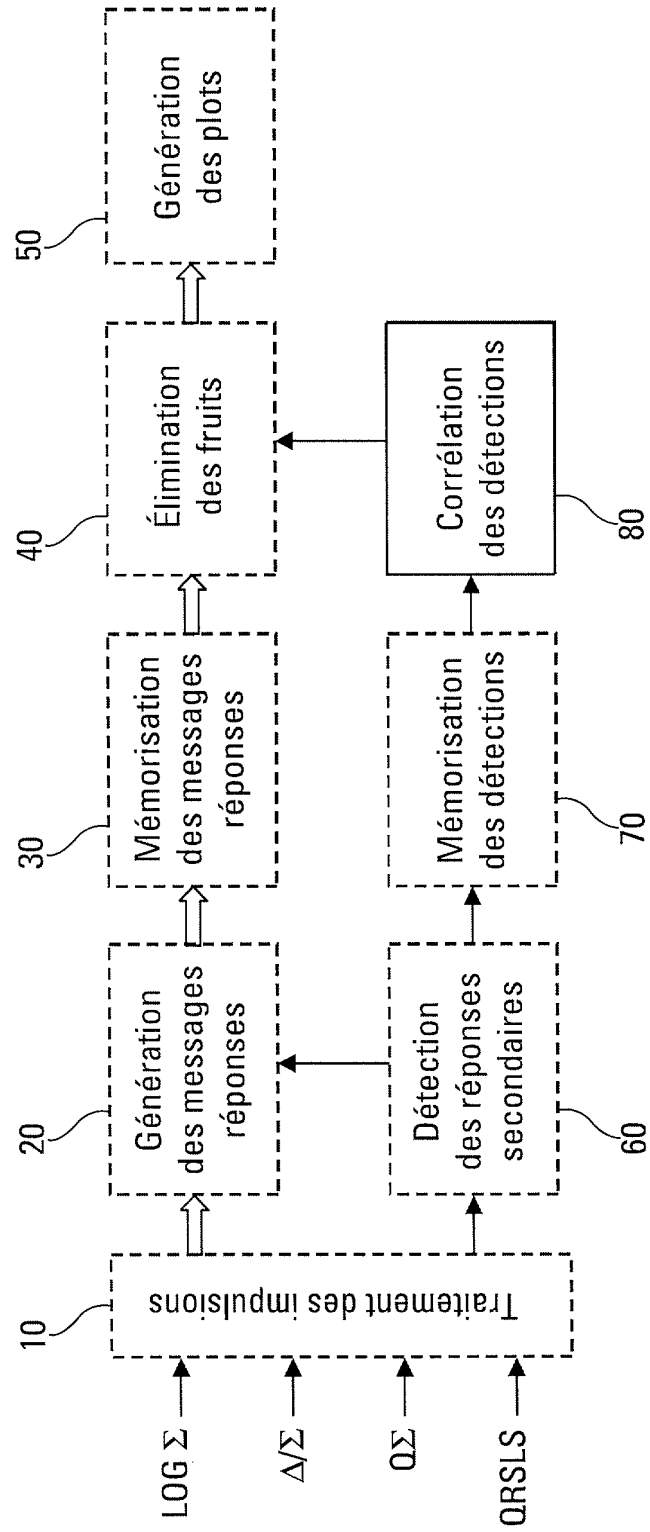 LOG Σ
Δ/Σ
QΣ
QRSLS
10
Traitement des impulsions
20
Génération
des messages
réponses
30
Mémorisation
des messages
réponses
40
Élimination
des fruits
50
Génération
des plots
Détection
des réponses
secondaires
60
Mémorisation
des détections
70
Corrélation
des détections
80